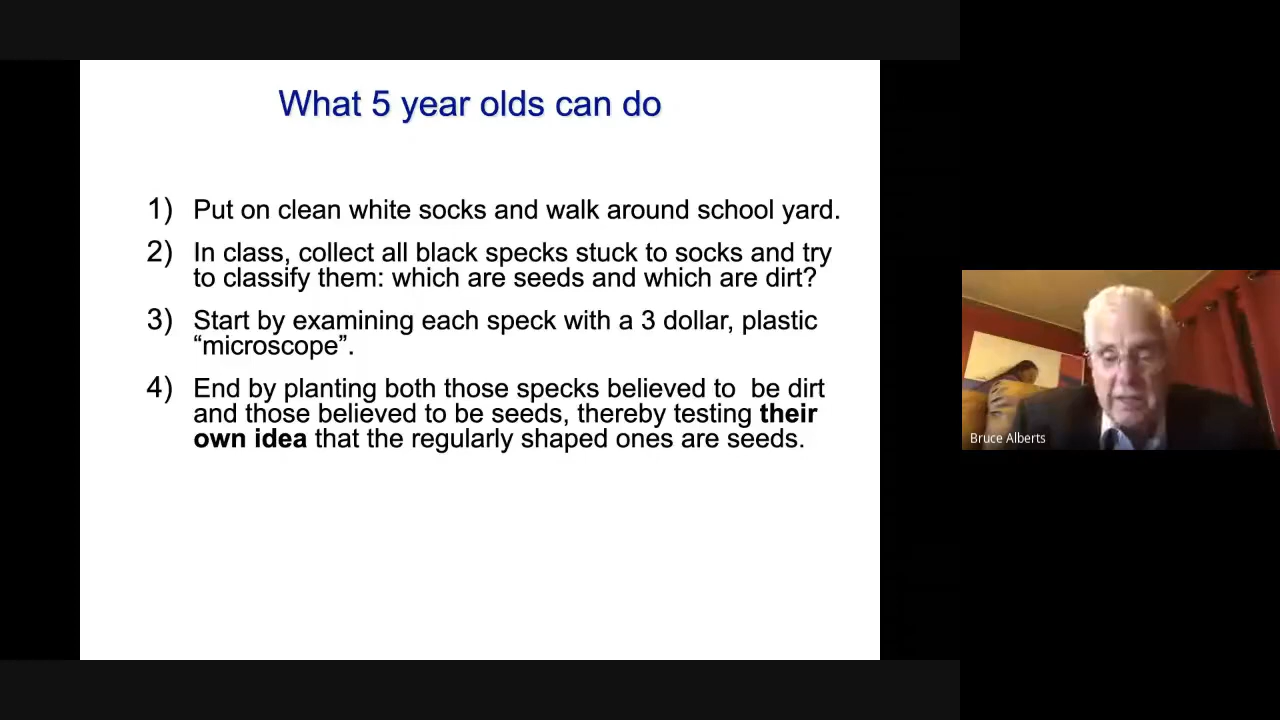 What 5 year olds can do
1) Put on clean white socks and walk around school yard.
2) In class, collect all black specks stuck to socks and try
to classify them: which are seeds and which are dirt?
3) Start by examining each speck with a 3 dollar, plastic
“microscope”.
4) End by planting both those specks believed to  be dirt
and those believed to be seeds, thereby testing their
own idea that the regularly shaped ones are seeds.
Bruce Alberts